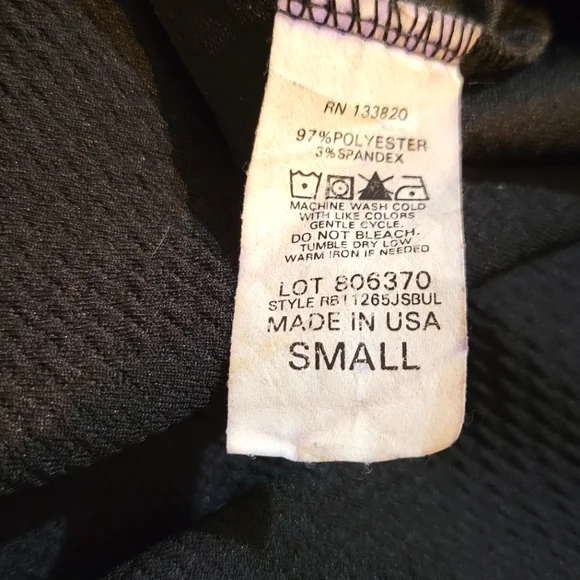 RN 133820
97%POLYESTER
3%SPANDEX
MACHINE WASH COLD
WITH LIKE COLORS
GENTLE CYCLE.
DO NOT BLEACH.
TUMBLE DRY LOW
WARM IRON IF NEEDED
LOT 806370
STYLE RB11265JSBUL
MADE IN USA
SMALL